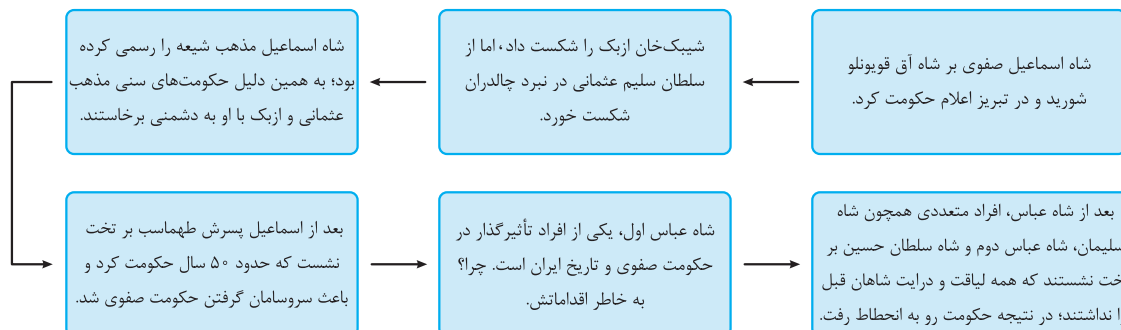 شاه اسماعیل صفوی بر شاه آق قویونلو
شورید و در تبریز اعلام حکومت کرد.
شیبک‌خان ازبک را شکست داد، اما از
سلطان سلیم عثمانی در نبرد چالدران
شکست خورد.
شاه اسماعیل مذهب شیعه را رسمی کرده
بود؛ به همین دلیل حکومت‌های سنی مذهب
عثمانی و ازبک با او به دشمنی برخاستند.
بعد از اسماعیل پسرش طهماسب بر تخت
نشست که حدود ۵۰ سال حکومت کرد و
باعث سروسامان گرفتن حکومت صفوی شد.
شاه عباس اول، یکی از افراد تأثیرگذار در
حکومت صفوی و تاریخ ایران است. چرا؟
به خاطر اقداماتش.
بعد از شاه عباس، افراد متعددی همچون شاه
سلیمان، شاه عباس دوم و شاه سلطان حسین بر
تخت نشستند که همه لیاقت و درایت شاهان قبل
را نداشتند؛ در نتیجه حکومت رو به انحطاط رفت.